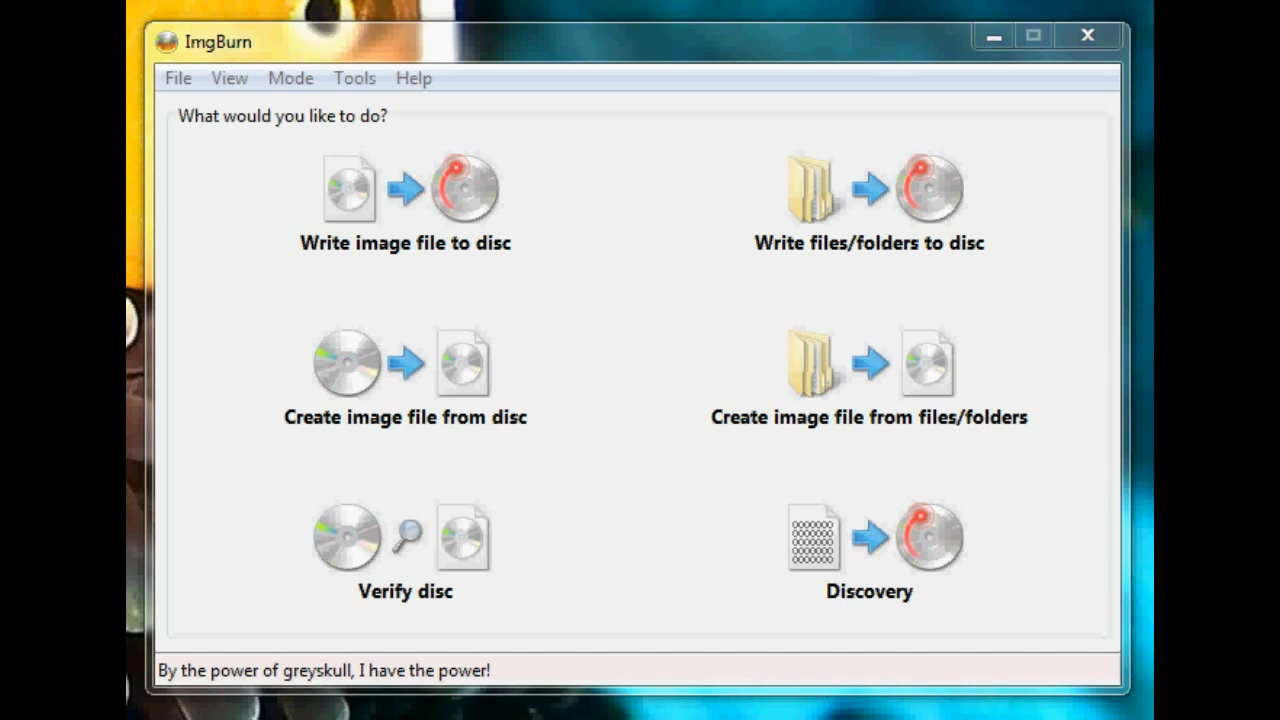 ImgBurn
File View Mode Tools Help
What would you like to do?
Write image file to disc
Write files/folders to disc
Create image file from disc
Create image file from files/folders
Verify disc
Discovery
By the power of greyskull, I have the power!